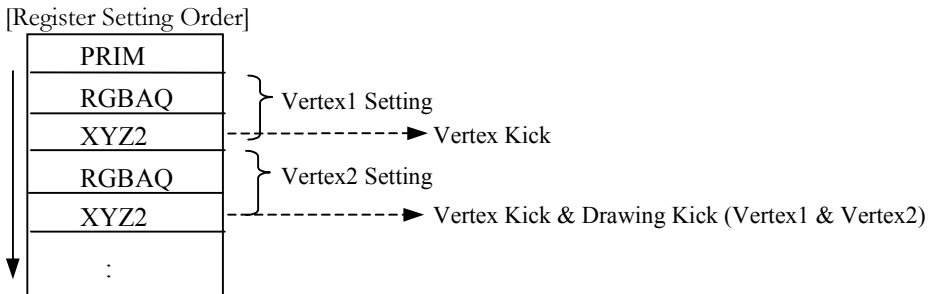 [Register Setting Order]
PRIM
RGBAQ
Vertex1 Setting
XYZ2
Vertex Kick
RGBAQ
Vertex2 Setting
XYZ2
Vertex Kick & Drawing Kick (Vertex1 & Vertex2)
: